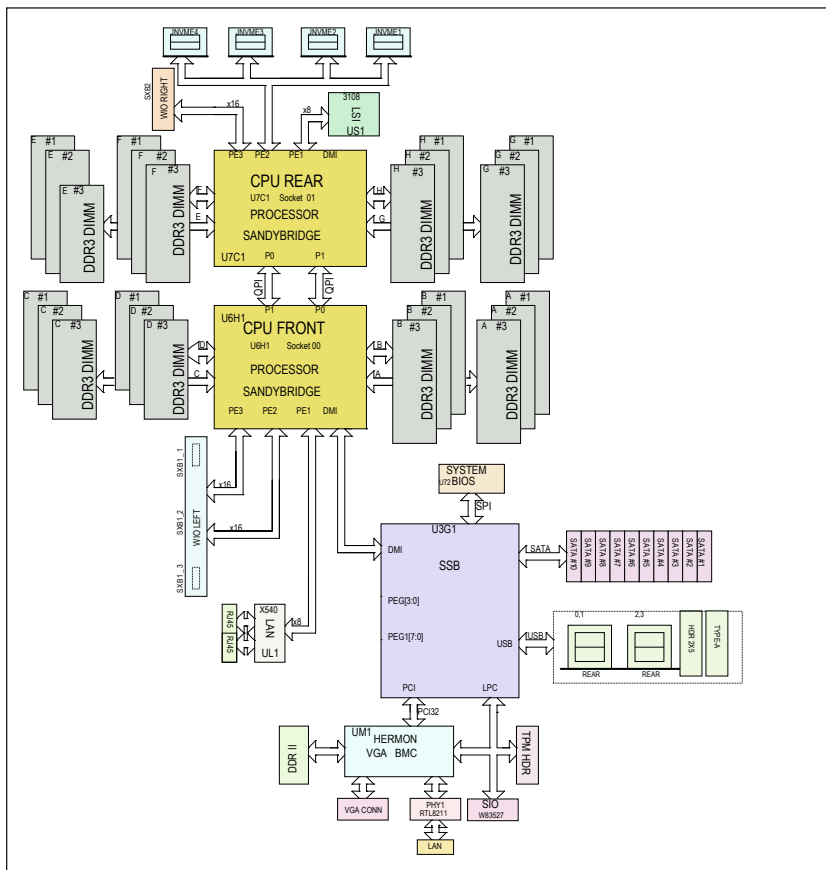 JNVME4
JNVME3
JNVME2
JNVME1
SXB2
WIO RIGHT
x16
x8
3108
LSI
US1
PE3
PE2
PE1
DMI
CPU REAR
U7C1 Socket 01
PROCESSOR
SANDYBRIDGE
U7C1
P0
P1
E #1
E #2
E #3
DDR3 DIMM
F #1
F #2
F #3
DDR3 DIMM
F
E
H
G
H #1
H #2
H #3
DDR3 DIMM
G #1
G #2
G #3
DDR3 DIMM
QPI
QPI
P1
P0
U6H1
CPU FRONT
U6H1 Socket 00
PROCESSOR
SANDYBRIDGE
PE3
PE2
PE1
DMI
C #1
C #2
C #3
DDR3 DIMM
D #1
D #2
D #3
DDR3 DIMM
D
C
B
A
B #1
B #2
B #3
DDR3 DIMM
A #1
A #2
A #3
DDR3 DIMM
SXB1_1
SXB1_2
SXB1_3
WIO LEFT
x16
x16
SYSTEM
U72 BIOS
SPI
U3G1
DMI
SSB
PEG[3:0]
PEG1[7:0]
USB
PCI
LPC
SATA
SATA #10
SATA #9
SATA #8
SATA #7
SATA #6
SATA #5
SATA #4
SATA #3
SATA #2
SATA #1
USB
0,1
REAR
2,3
REAR
HDR 2X5
TYPE-A
RJ45
RJ45
X540
LAN
UL1
x8
PCI32
UM1
HERMON
VGA BMC
DDR II
TPM HDR
VGA CONN
PHY1
RTL8211
LAN
SIO
W83527